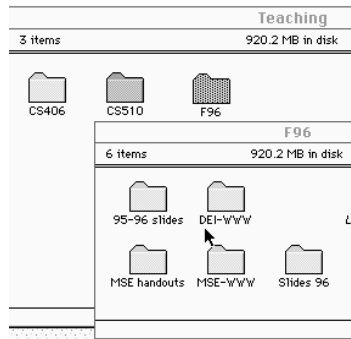 Teaching
3 items 920.2 MB in disk
CS406 CS510 F96
F96
6 items 920.2 MB in disk
95-96 slides DEI-WWW L
MSE handouts MSE-WWW Slides 96